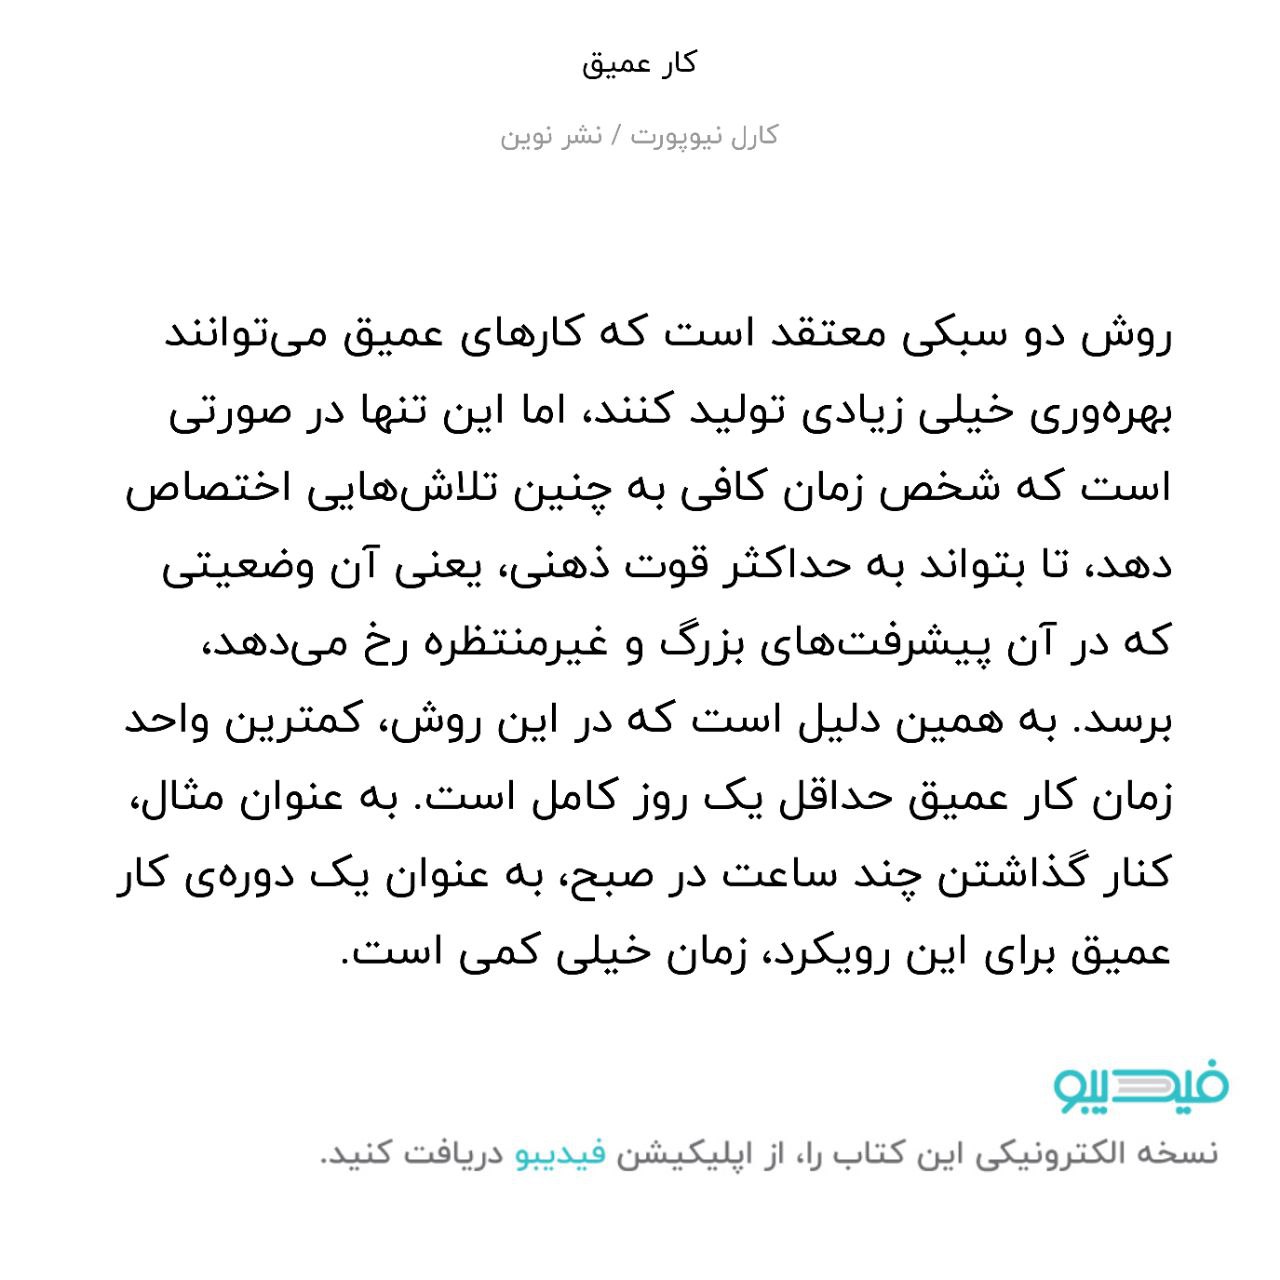 کار عمیق
کارل نیوپورت / نشر نوین
روش دو سبکی معتقد است که کارهای عمیق می‌توانند
بهره‌وری خیلی زیادی تولید کنند، اما این تنها در صورتی
است که شخص زمان کافی به چنین تلاش‌هایی اختصاص
دهد، تا بتواند به حداکثر قوت ذهنی، یعنی آن وضعیتی
که در آن پیشرفت‌های بزرگ و غیرمنتظره رخ می‌دهد،
برسد. به همین دلیل است که در این روش، کمترین واحد
زمان کار عمیق حداقل یک روز کامل است. به عنوان مثال،
کنار گذاشتن چند ساعت در صبح، به عنوان یک دوره‌ی کار
عمیق برای این رویکرد، زمان خیلی کمی است.
فیدیبو
نسخه الکترونیکی این کتاب را، از اپلیکیشن فیدیبو دریافت کنید.